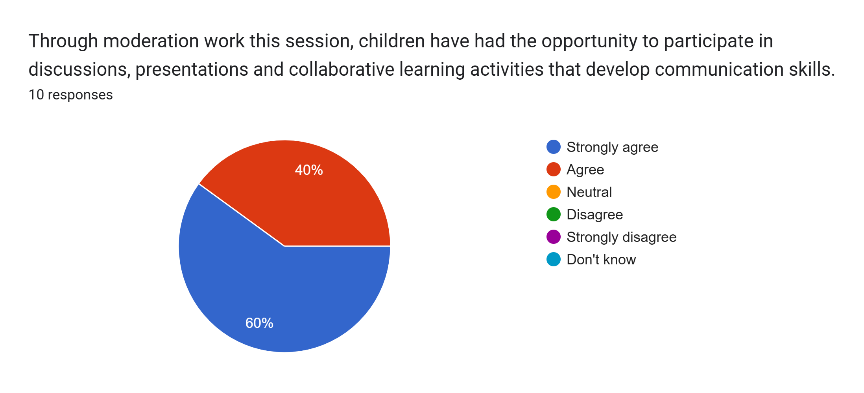 Through moderation work this session, children have had the opportunity to participate in
discussions, presentations and collaborative learning activities that develop communication skills.
10 responses
40%
60%
Strongly agree
Agree
Neutral
Disagree
Strongly disagree
Don't know